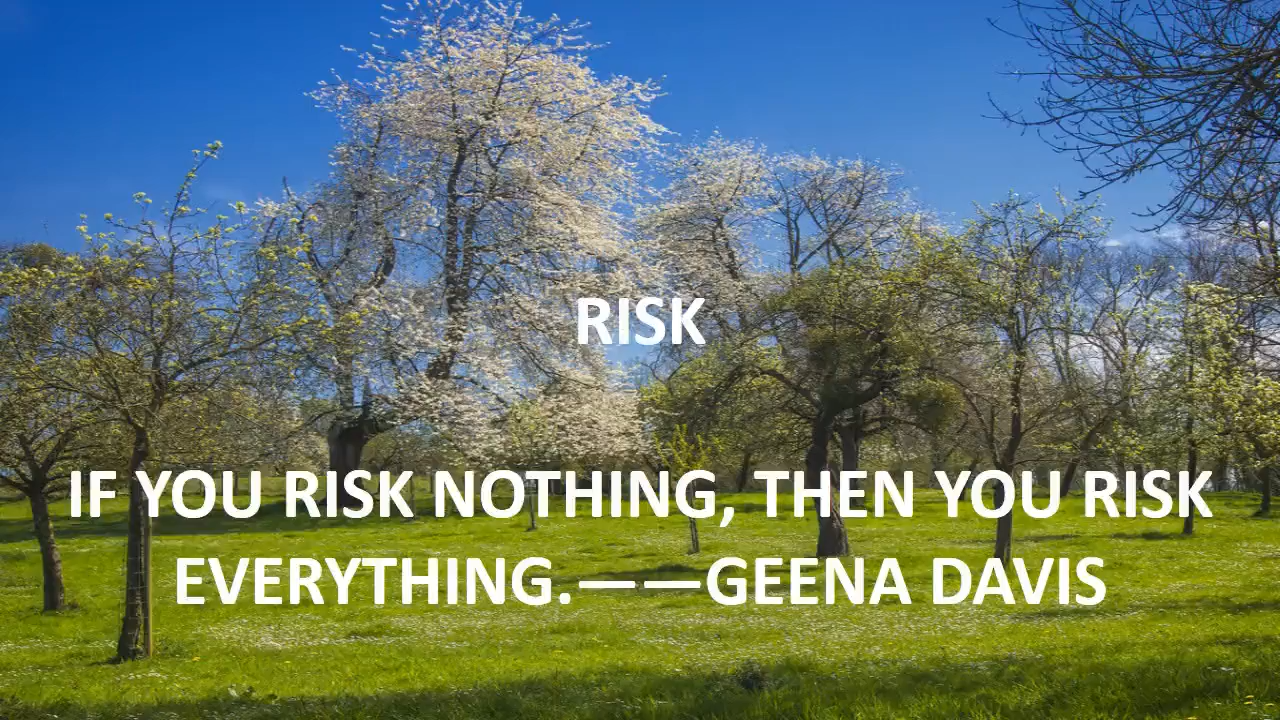 RISK
IF YOU RISK NOTHING, THEN YOU RISK
EVERYTHING.——GEENA DAVIS